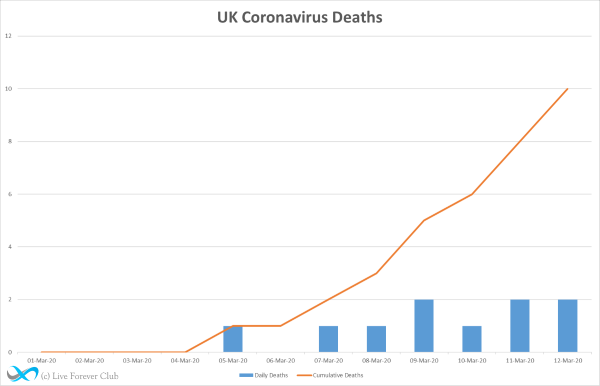 UK Coronavirus Deaths
12
10
8
6
4
2
0
01-Mar-20 02-Mar-20 03-Mar-20 04-Mar-20 05-Mar-20 06-Mar-20 07-Mar-20 08-Mar-20 09-Mar-20 10-Mar-20 11-Mar-20 12-Mar-20
(c) Live Forever Club
Daily Deaths Cumulative Deaths